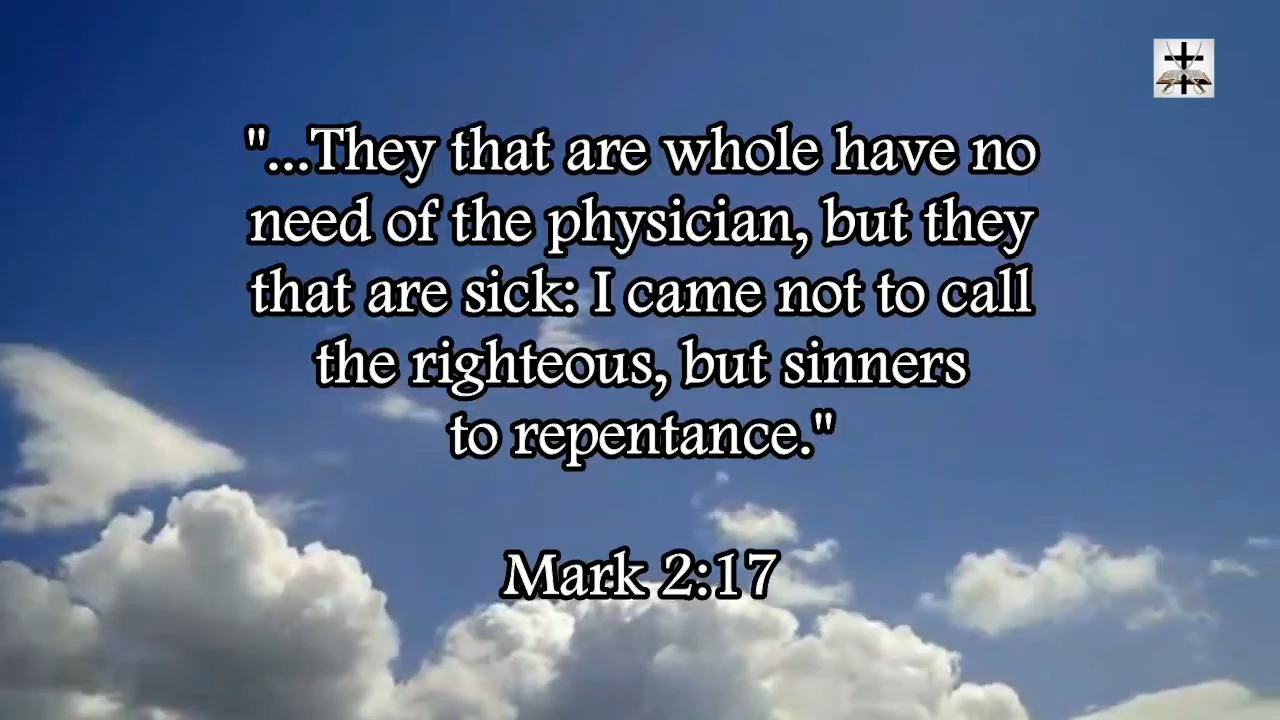 "...They that are whole have no
need of the physician, but they
that are sick: I came not to call
the righteous, but sinners
to repentance."
Mark 2:17